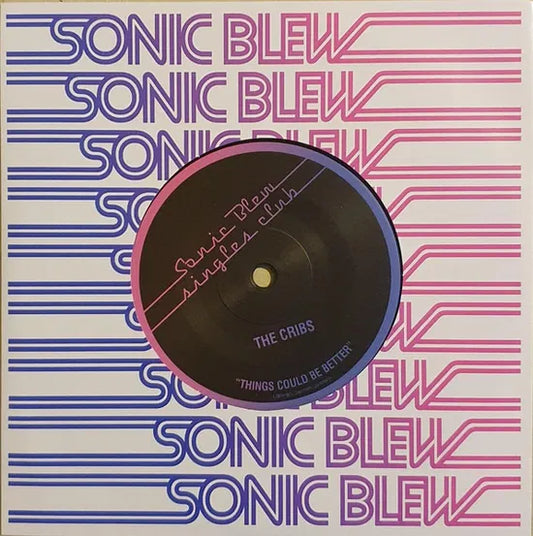 SONIC BLEW
SONIC BLEW
SONIC BLEW
Sonic Blew
singles club
THE CRIBS
"THINGS COULD BE BETTER"
SONIC BLEW
SONIC BLEW
SONIC BLEW